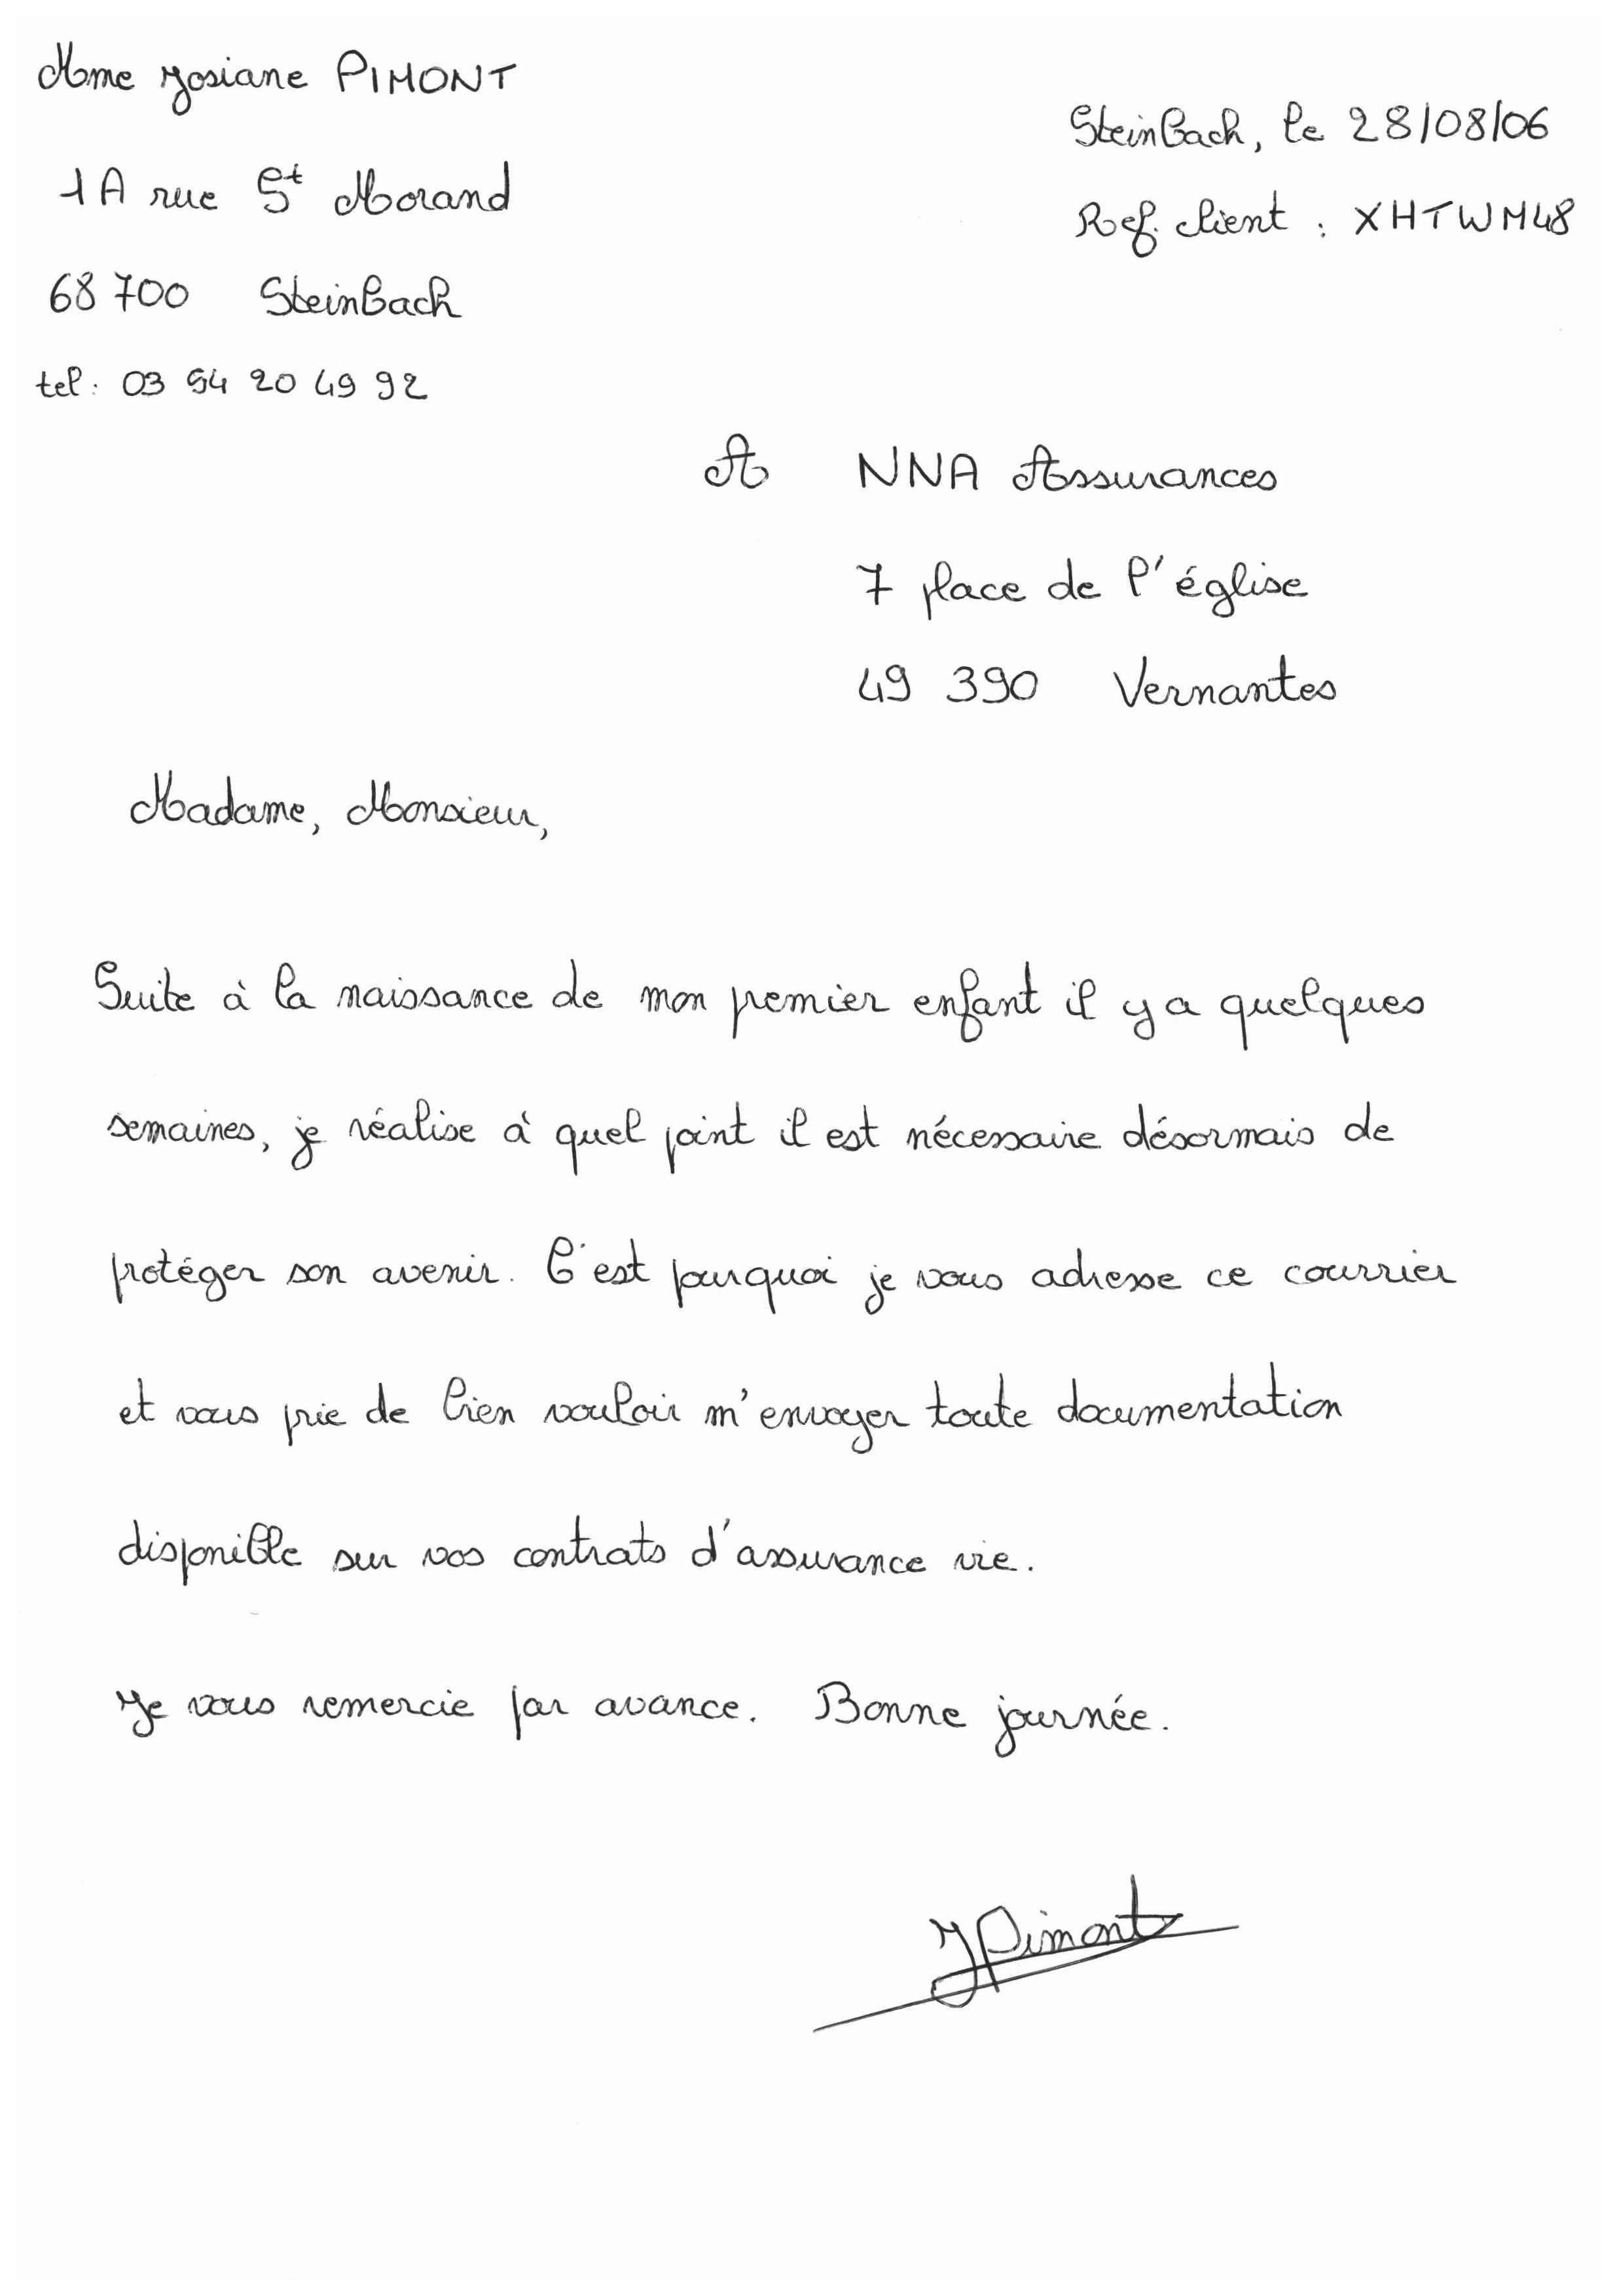 Mme Josiane PIMONT
Steinbach, le 28/08/06
1A rue St Morand
Ref. client : XHTWM48
68 700 Steinbach
tel : 03 54 20 49 92
A NNA Assurances
7 place de l'église
49 390 Vernantes
Madame, Monsieur,
Suite à la naissance de mon premier enfant il y a quelques
semaines, je réalise à quel point il est nécessaire désormais de
protéger son avenir. C'est pourquoi je vous adresse ce courrier
et vous prie de bien vouloir m'envoyer toute documentation
disponible sur vos contrats d'assurance vie.
Je vous remercie par avance. Bonne journée.
JPimont